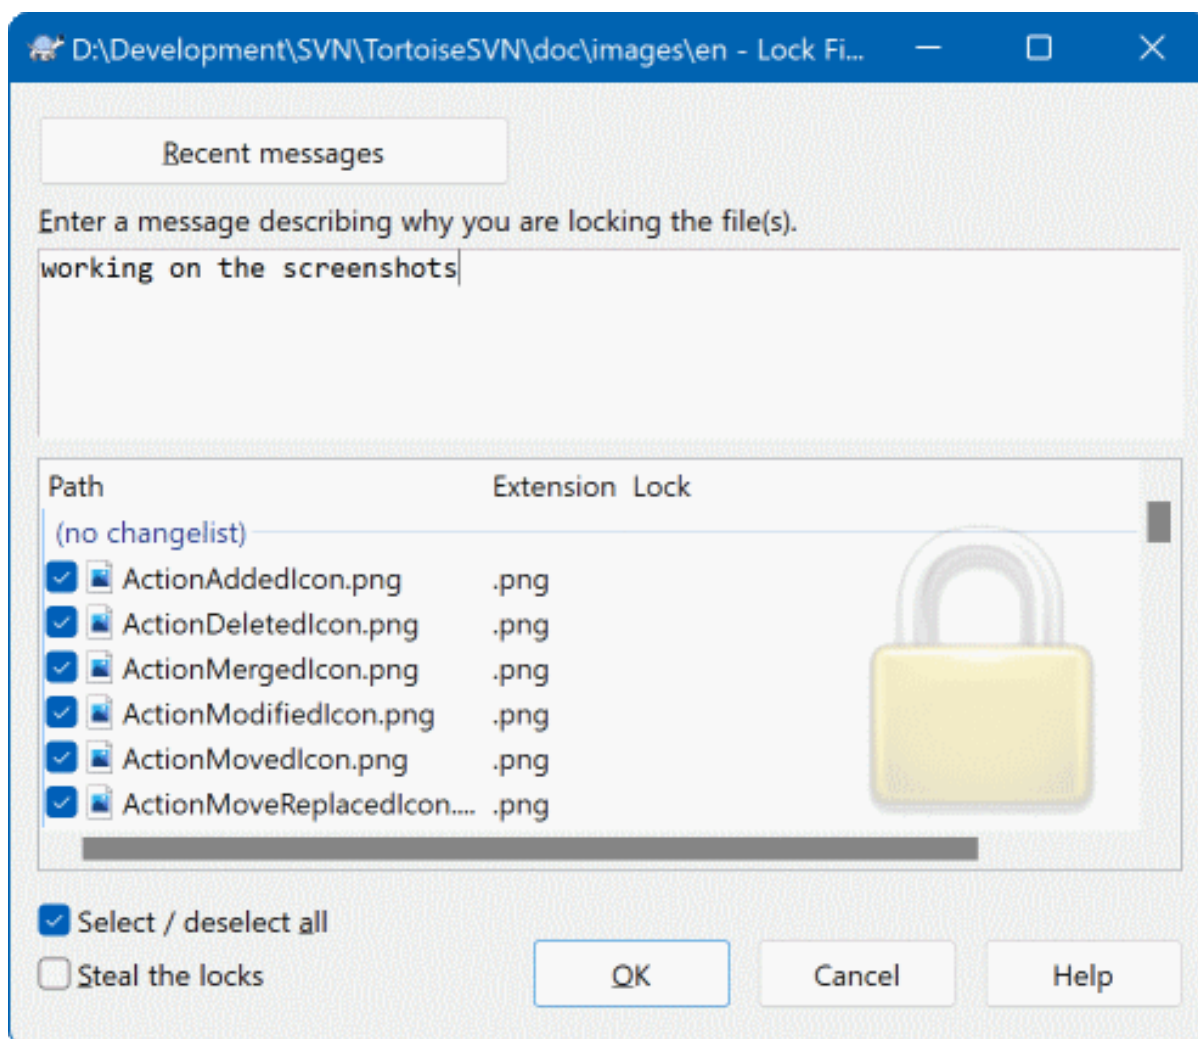 D:\Development\SVN\TortoiseSVN\doc\images\en - Lock Fi...
Recent messages
Enter a message describing why you are locking the file(s).
working on the screenshots
Path Extension Lock
(no changelist)
ActionAddedIcon.png .png
ActionDeletedIcon.png .png
ActionMergedIcon.png .png
ActionModifiedIcon.png .png
ActionMovedIcon.png .png
ActionMoveReplacedIcon.... .png
Select / deselect all
Steal the locks
OK Cancel Help